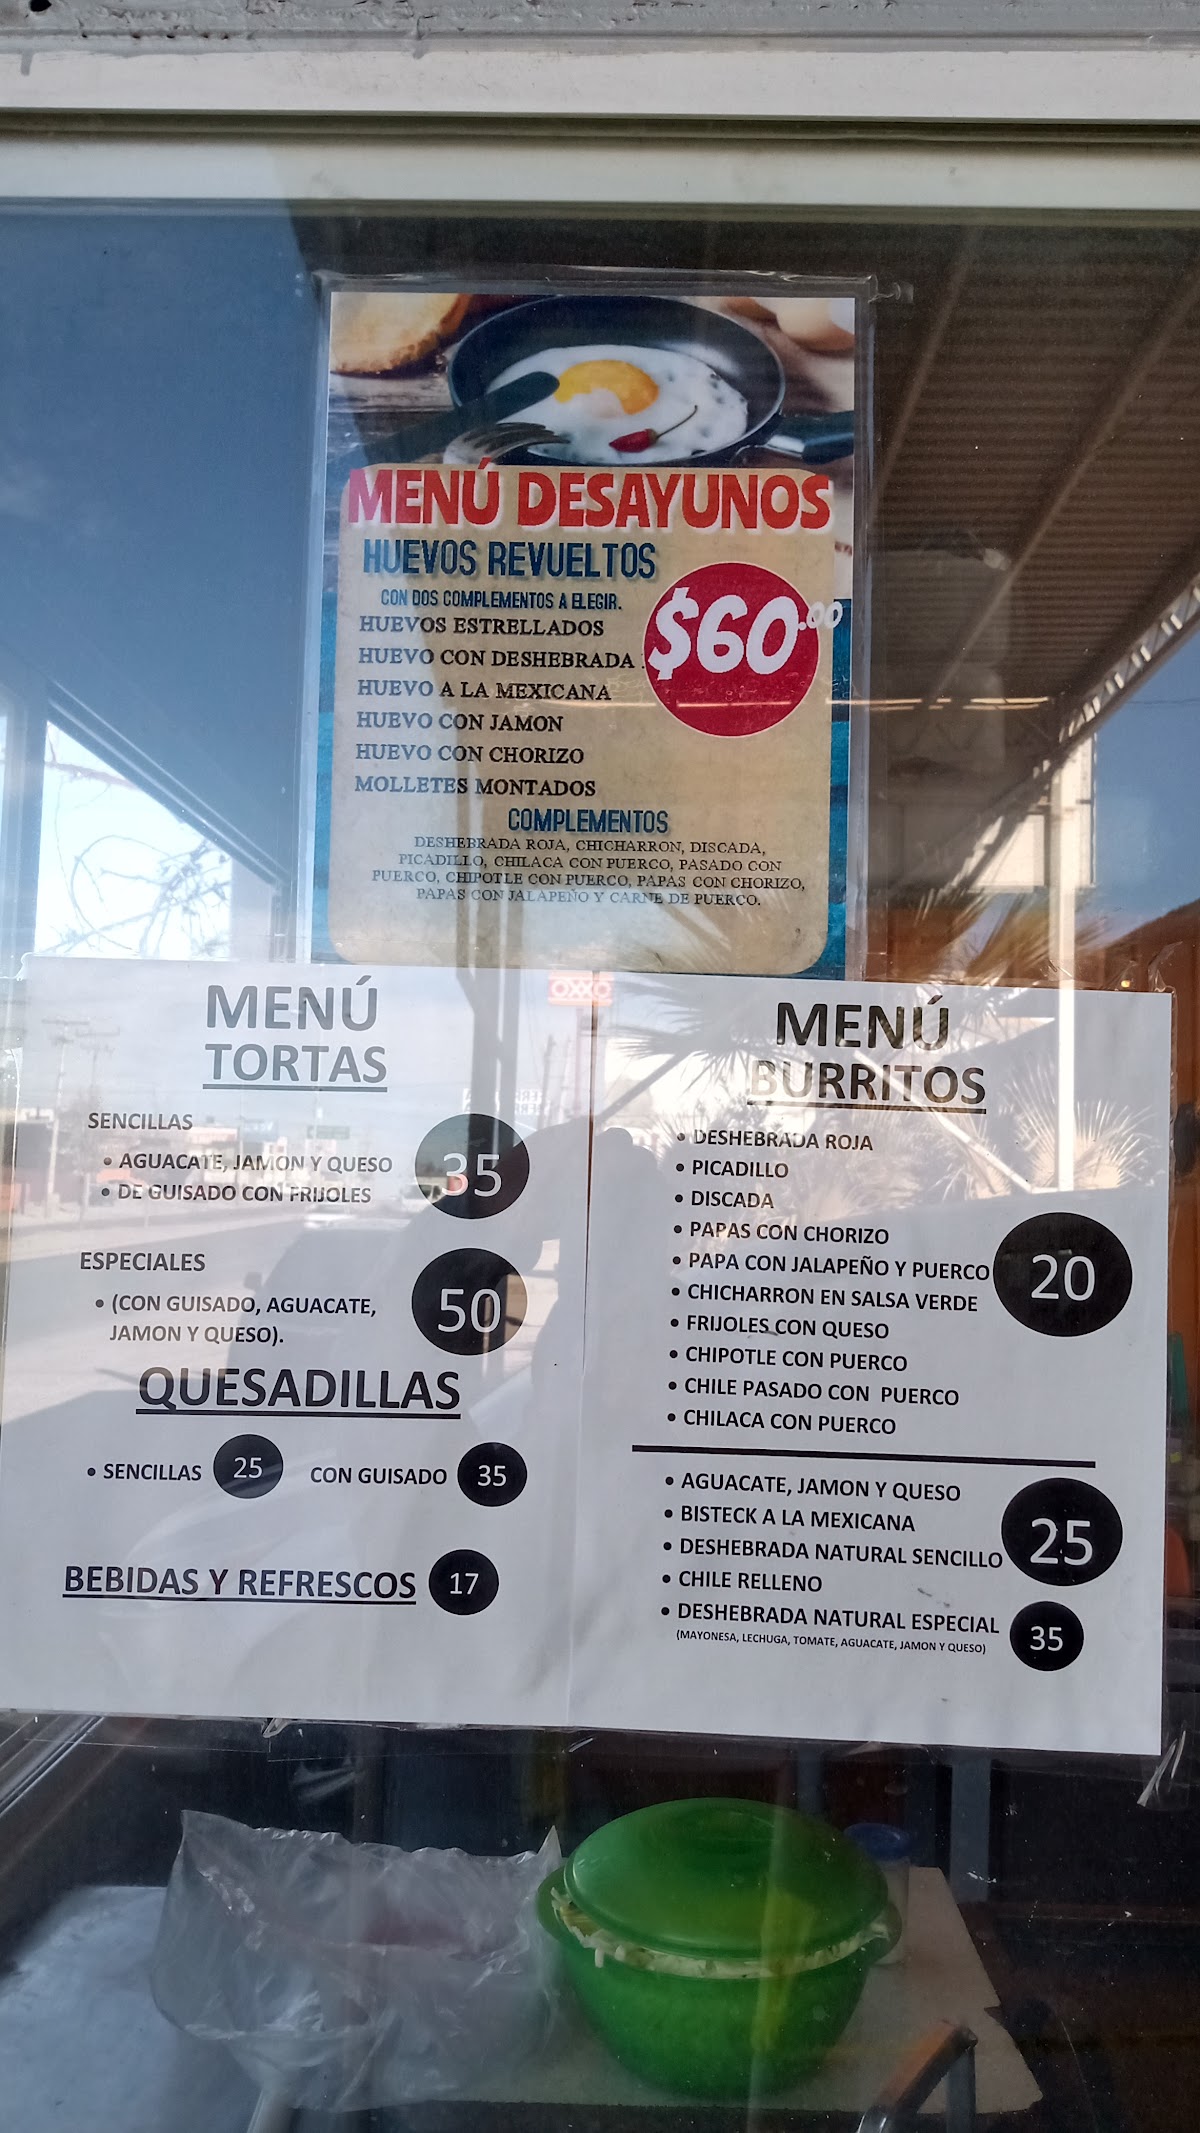 MENÚ DESAYUNOS
HUEVOS REVUELTOS
CON DOS COMPLEMENTOS A ELEGIR.
$60.00
HUEVOS ESTRELLADOS
HUEVO CON DESHEBRADA
HUEVO A LA MEXICANA
HUEVO CON JAMON
HUEVO CON CHORIZO
MOLLETES MONTADOS
COMPLEMENTOS
DESHEBRADA ROJA, CHICHARRON, DISCADA,
PICADILLO, CHILACA CON PUERCO, PASADO CON
PUERCO, CHIPOTLE CON PUERCO, PAPAS CON CHORIZO,
PAPAS CON JALAPEÑO Y CARNE DE PUERCO.
MENÚ
TORTAS
SENCILLAS
• AGUACATE, JAMON Y QUESO
• DE GUISADO CON FRIJOLES
35
ESPECIALES
• (CON GUISADO, AGUACATE,
JAMON Y QUESO).
50
QUESADILLAS
• SENCILLAS 25 CON GUISADO 35
BEBIDAS Y REFRESCOS 17
OXXO
MENÚ
BURRITOS
• DESHEBRADA ROJA
• PICADILLO
• DISCADA
• PAPAS CON CHORIZO
• PAPA CON JALAPEÑO Y PUERCO
• CHICHARRON EN SALSA VERDE
• FRIJOLES CON QUESO
• CHIPOTLE CON PUERCO
• CHILE PASADO CON PUERCO
• CHILACA CON PUERCO
20
• AGUACATE, JAMON Y QUESO
• BISTECK A LA MEXICANA
• DESHEBRADA NATURAL SENCILLO
• CHILE RELLENO
25
• DESHEBRADA NATURAL ESPECIAL
(MAYONESA, LECHUGA, TOMATE, AGUACATE, JAMON Y QUESO)
35